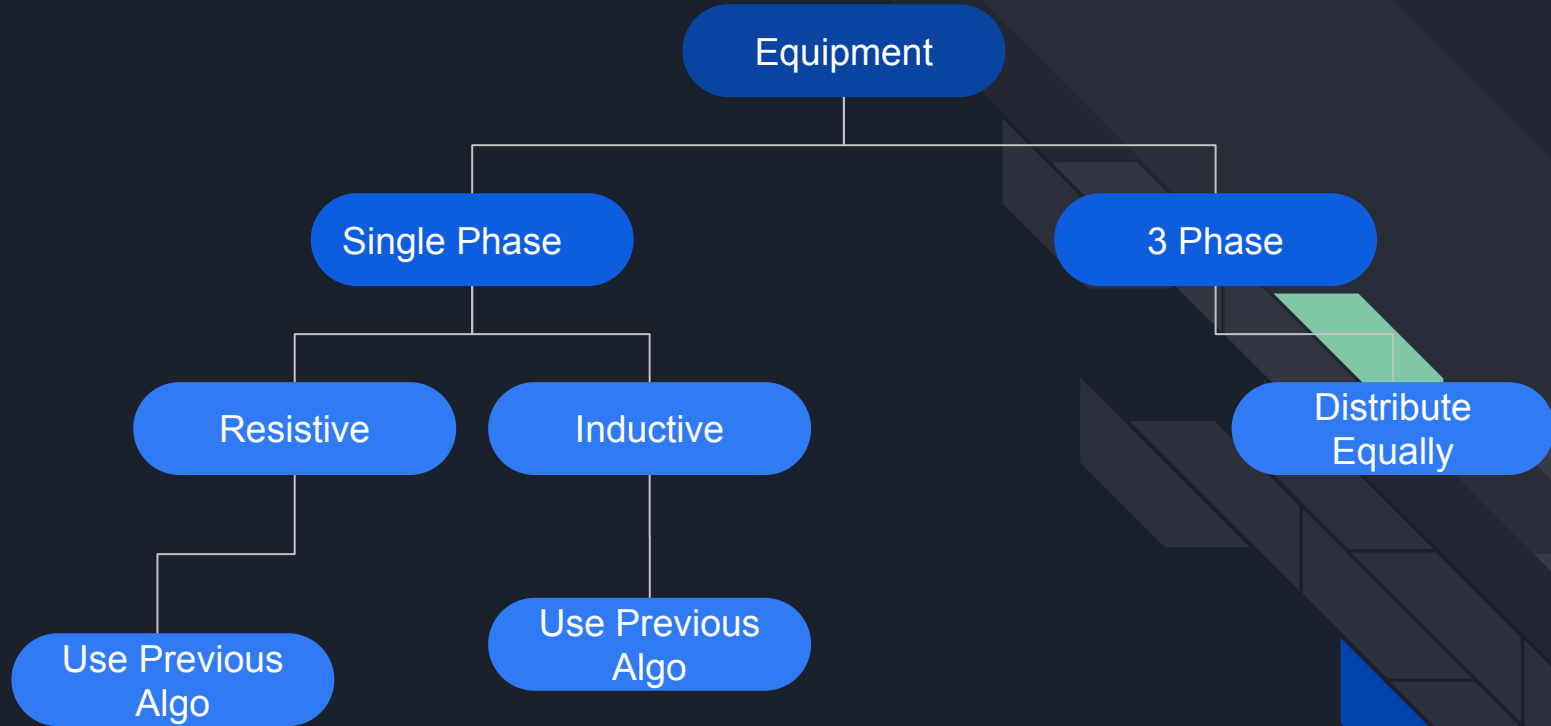 Equipment
Single Phase
3 Phase
Resistive
Inductive
Distribute
Equally
Use Previous
Algo
Use Previous
Algo